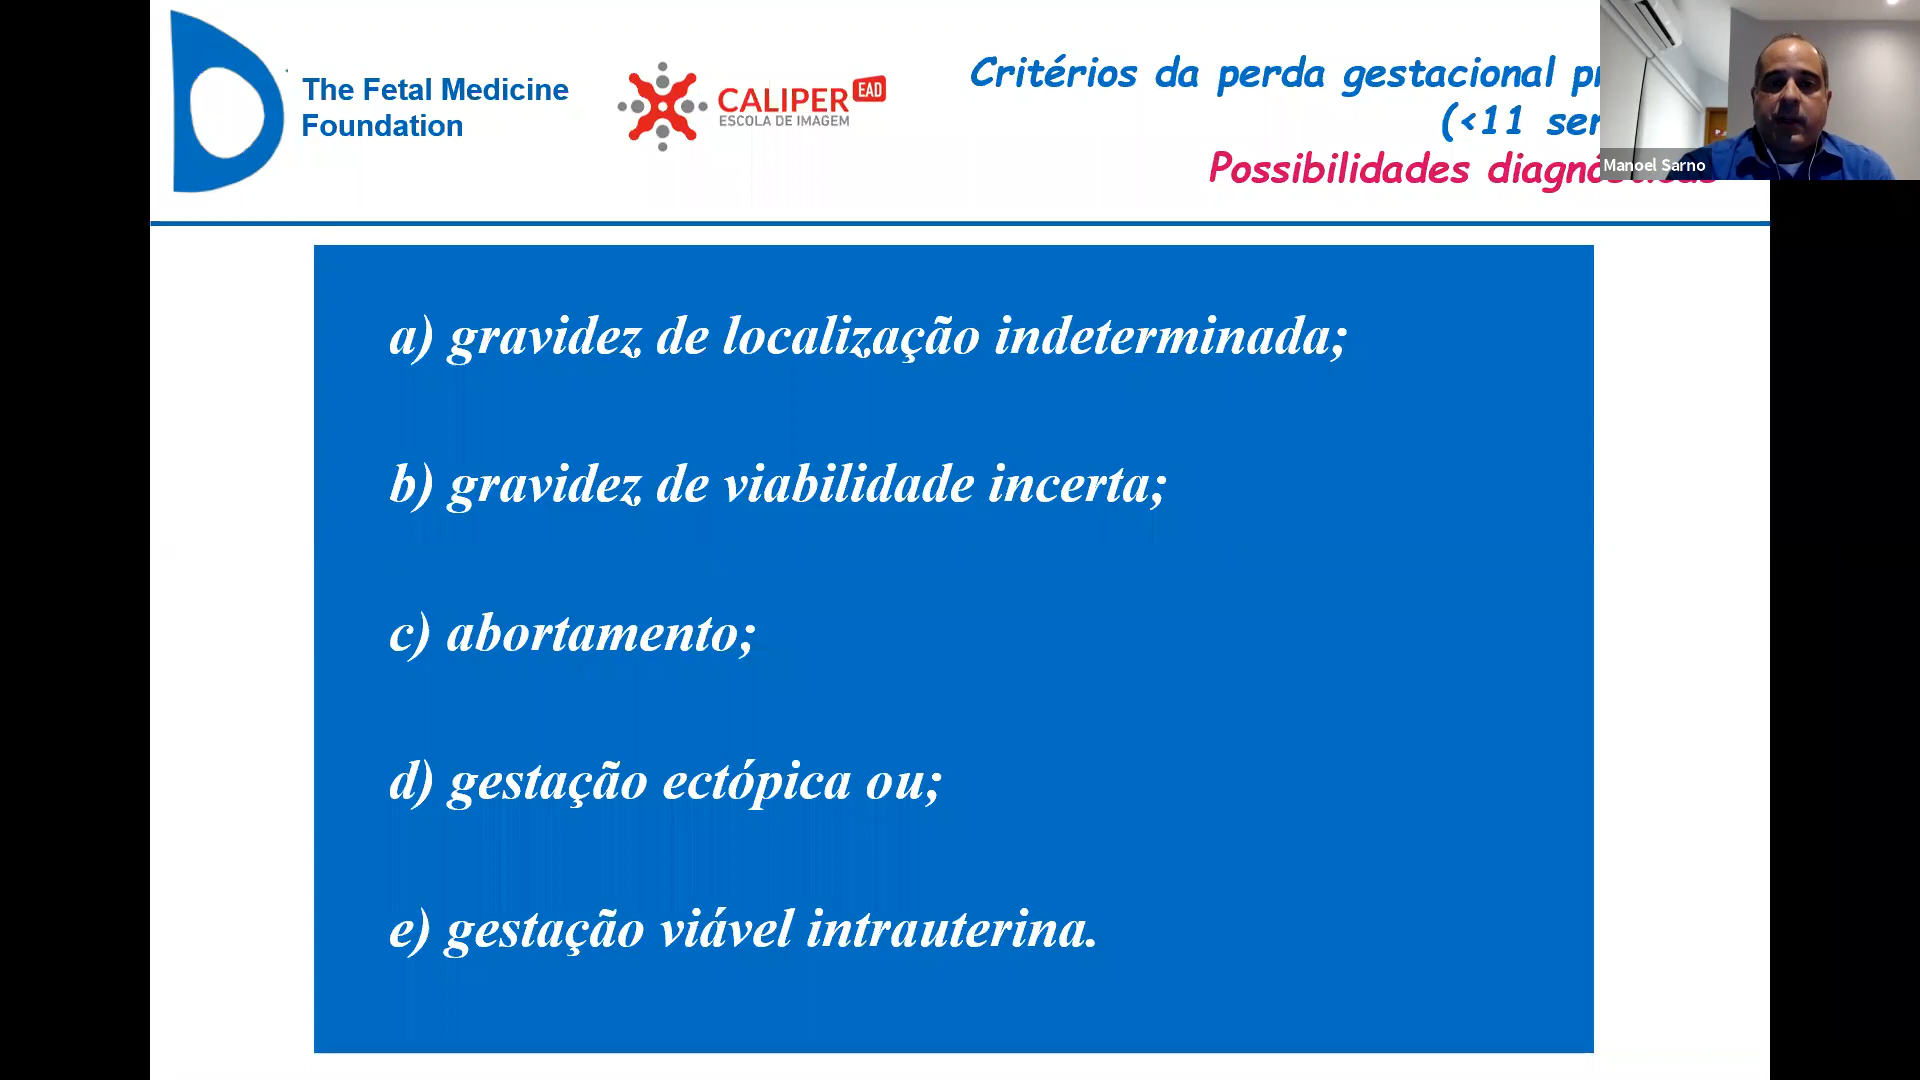 The Fetal Medicine
Foundation
CALIPER EAD
ESCOLA DE IMAGEM
Critérios da perda gestacional
(<11
Possibilidades
Manoel Sarno
a) gravidez de localização indeterminada;
b) gravidez de viabilidade incerta;
c) abortamento;
d) gestação ectópica ou;
e) gestação viável intrauterina.